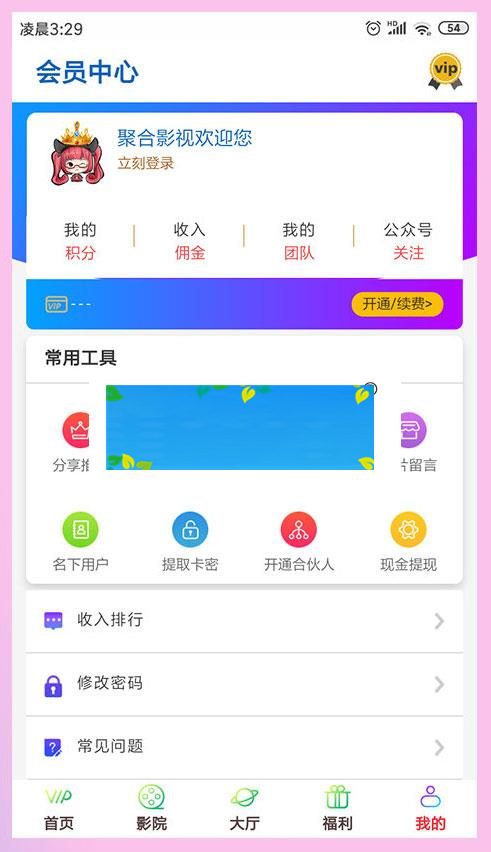 凌晨3:29
HD
54
会员中心
vip
聚合影视欢迎您
立刻登录
我的 收入 我的 公众号
积分 佣金 团队 关注
VIP --- 开通/续费>
常用工具
分享 留言
名下用户 提取卡密 开通合伙人 现金提现
收入排行
修改密码
常见问题
VIP
首页 影院 大厅 福利 我的